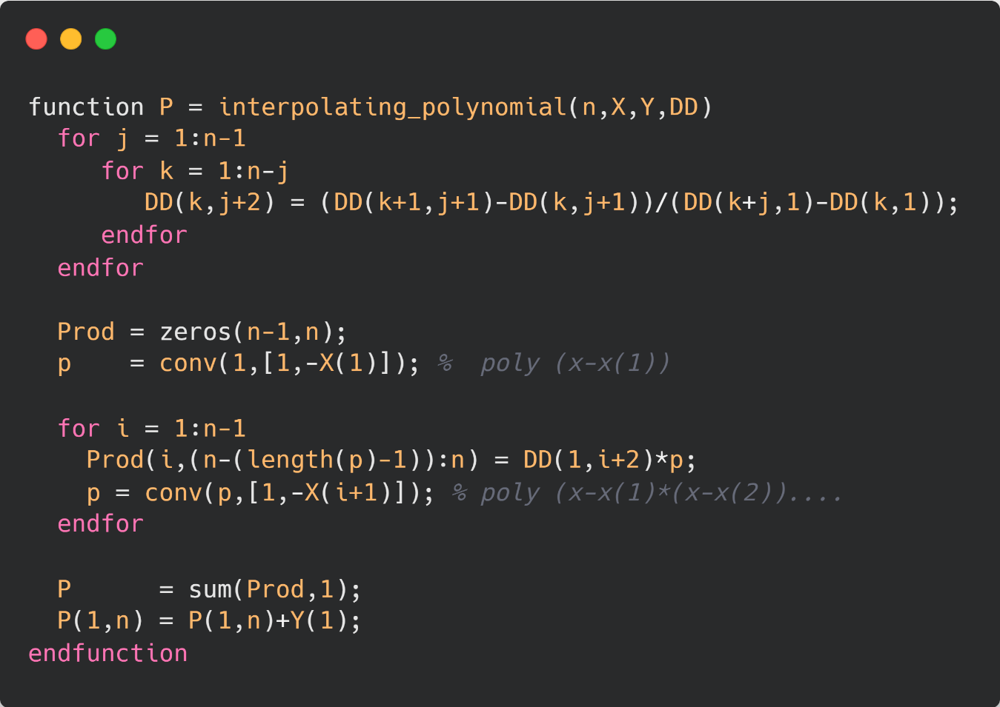 function P = interpolating_polynomial(n,X,Y,DD)
  for j = 1:n-1
     for k = 1:n-j
        DD(k,j+2) = (DD(k+1,j+1)-DD(k,j+1))/(DD(k+j,1)-DD(k,1));
     endfor
  endfor
  Prod = zeros(n-1,n);
  p    = conv(1,[1,-X(1)]); %  poly (x-x(1))
  for i = 1:n-1
    Prod(i,(n-(length(p)-1)):n) = DD(1,i+2)*p;
    p = conv(p,[1,-X(i+1)]); % poly (x-x(1)*(x-x(2))....
  endfor
  P      = sum(Prod,1);
  P(1,n) = P(1,n)+Y(1);
endfunction